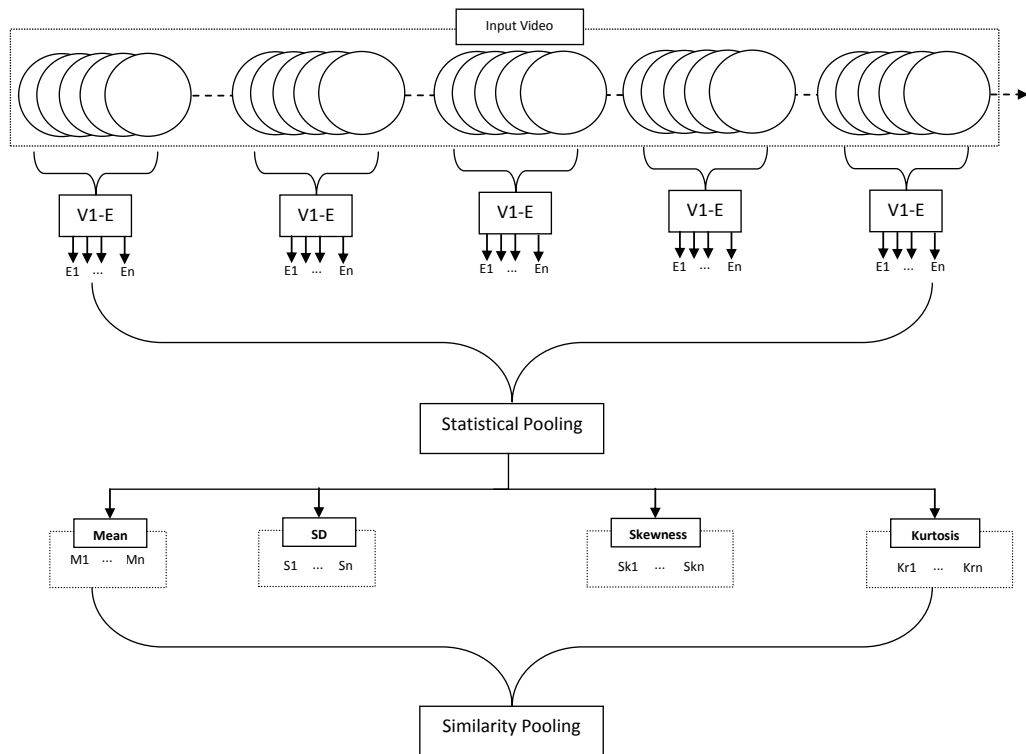 Input Video
V1-E V1-E V1-E V1-E V1-E
E1 ... En E1 ... En E1 ... En E1 ... En E1 ... En
Statistical Pooling
Mean SD Skewness Kurtosis
M1 ... Mn S1 ... Sn Sk1 ... Skn Kr1 ... Krn
Similarity Pooling